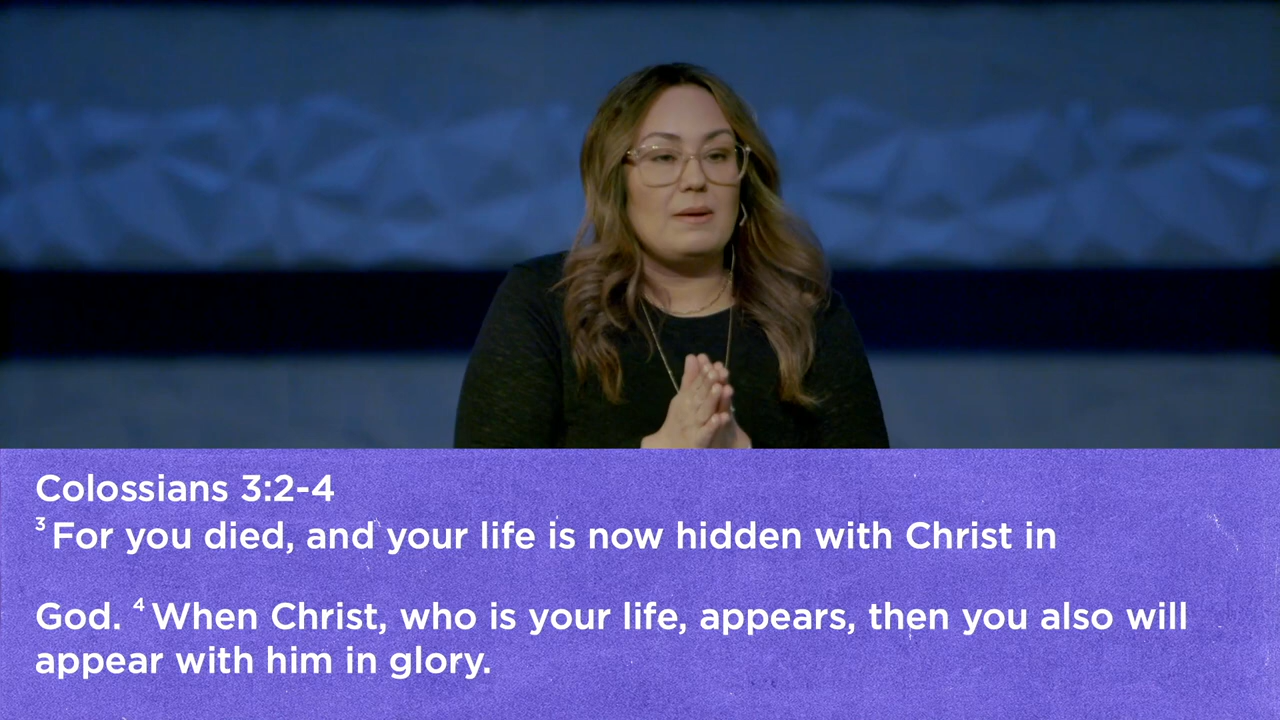 Colossians 3:2-4
³ For you died, and your life is now hidden with Christ in
God. ⁴ When Christ, who is your life, appears, then you also will
appear with him in glory.